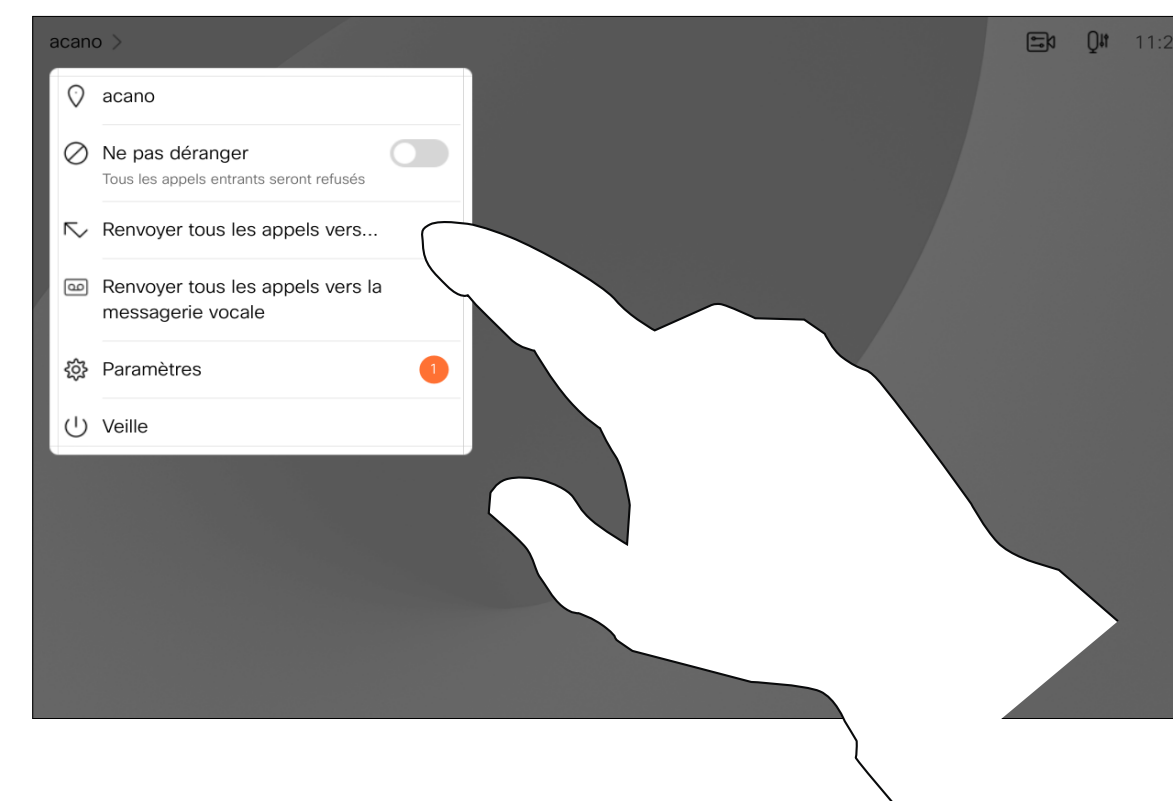 acano >
11:2
acano
Ne pas déranger
Tous les appels entrants seront refusés
Renvoyer tous les appels vers...
Renvoyer tous les appels vers la
messagerie vocale
Paramètres
1
Veille